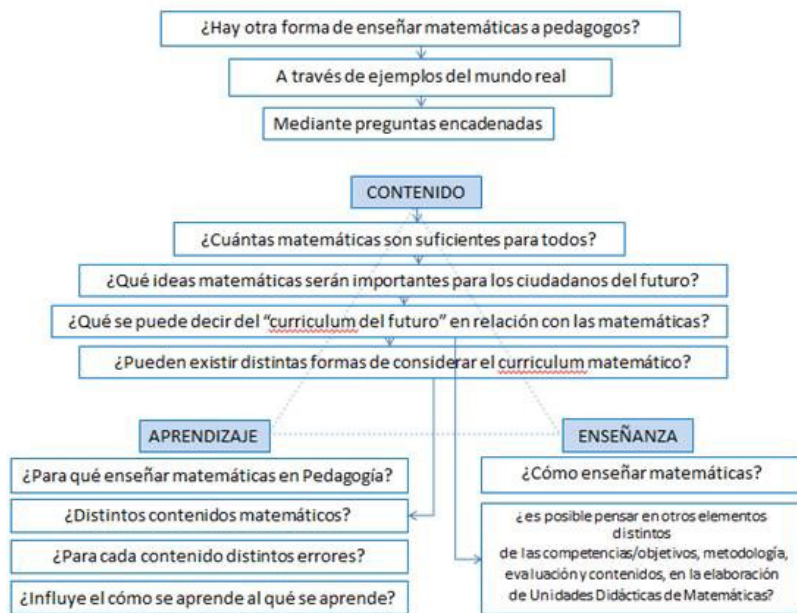 ¿Hay otra forma de enseñar matemáticas a pedagogos?
A través de ejemplos del mundo real
Mediante preguntas encadenadas
CONTENIDO
¿Cuántas matemáticas son suficientes para todos?
¿Qué ideas matemáticas serán importantes para los ciudadanos del futuro?
¿Qué se puede decir del “curriculum del futuro” en relación con las matemáticas?
¿Pueden existir distintas formas de considerar el curriculum matemático?
APRENDIZAJE
¿Para qué enseñar matemáticas en Pedagogía?
¿Distintos contenidos matemáticos?
¿Para cada contenido distintos errores?
¿Influye el cómo se aprende al qué se aprende?
ENSEÑANZA
¿Cómo enseñar matemáticas?
¿es posible pensar en otros elementos
distintos
de las competencias/objetivos, metodología,
evaluación y contenidos, en la elaboración
de Unidades Didácticas de Matemáticas?